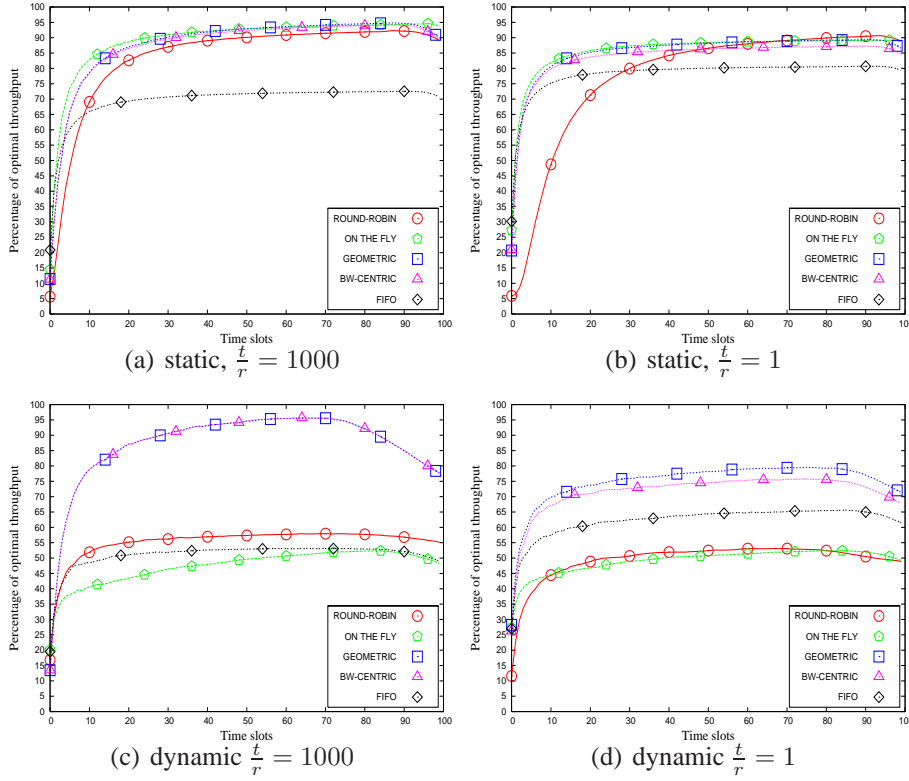 Percentage of optimal throughput
100
95
90
85
80
75
70
65
60
55
50
45
40
35
30
25
20
15
10
5
0
0 10 20 30 40 50 60 70 80 90 100
Time slots
ROUND-ROBIN
ON THE FLY
GEOMETRIC
BW-CENTRIC
FIFO
(a) static, t/r = 1000
Percentage of optimal throughput
100
95
90
85
80
75
70
65
60
55
50
45
40
35
30
25
20
15
10
5
0
0 10 20 30 40 50 60 70 80 90 100
Time slots
ROUND-ROBIN
ON THE FLY
GEOMETRIC
BW-CENTRIC
FIFO
(b) static, t/r = 1
Percentage of optimal throughput
100
95
90
85
80
75
70
65
60
55
50
45
40
35
30
25
20
15
10
5
0
0 10 20 30 40 50 60 70 80 90 100
Time slots
ROUND-ROBIN
ON THE FLY
GEOMETRIC
BW-CENTRIC
FIFO
(c) dynamic t/r = 1000
Percentage of optimal throughput
100
95
90
85
80
75
70
65
60
55
50
45
40
35
30
25
20
15
10
5
0
0 10 20 30 40 50 60 70 80 90 100
Time slots
ROUND-ROBIN
ON THE FLY
GEOMETRIC
BW-CENTRIC
FIFO
(d) dynamic t/r = 1